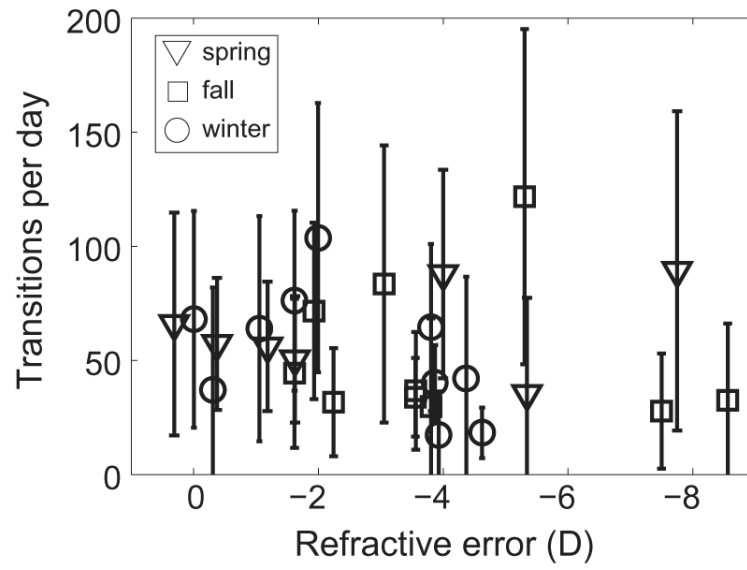 200
150
100
50
0
Transitions per day
spring
fall
winter
0 −2 −4 −6 −8
Refractive error (D)